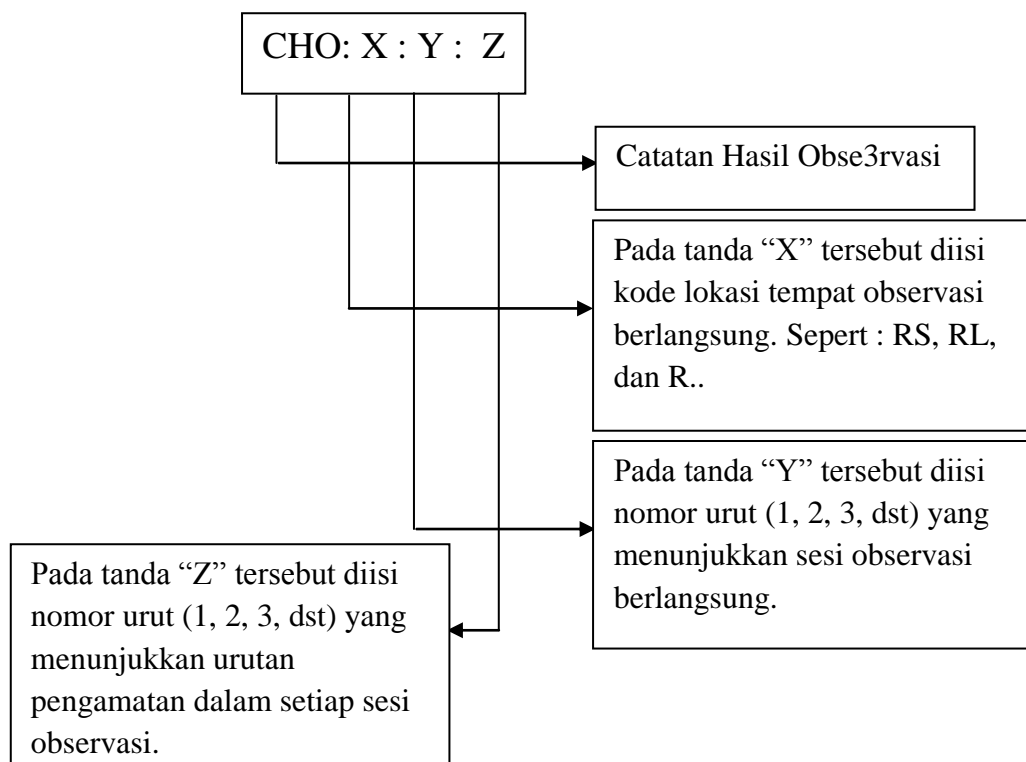 CHO: X : Y : Z
Catatan Hasil Obse3rvasi
Pada tanda “X” tersebut diisi
kode lokasi tempat observasi
berlangsung. Sepert : RS, RL,
dan R..
Pada tanda “Y” tersebut diisi
nomor urut (1, 2, 3, dst) yang
menunjukkan sesi observasi
berlangsung.
Pada tanda “Z” tersebut diisi
nomor urut (1, 2, 3, dst) yang
menunjukkan urutan
pengamatan dalam setiap sesi
observasi.